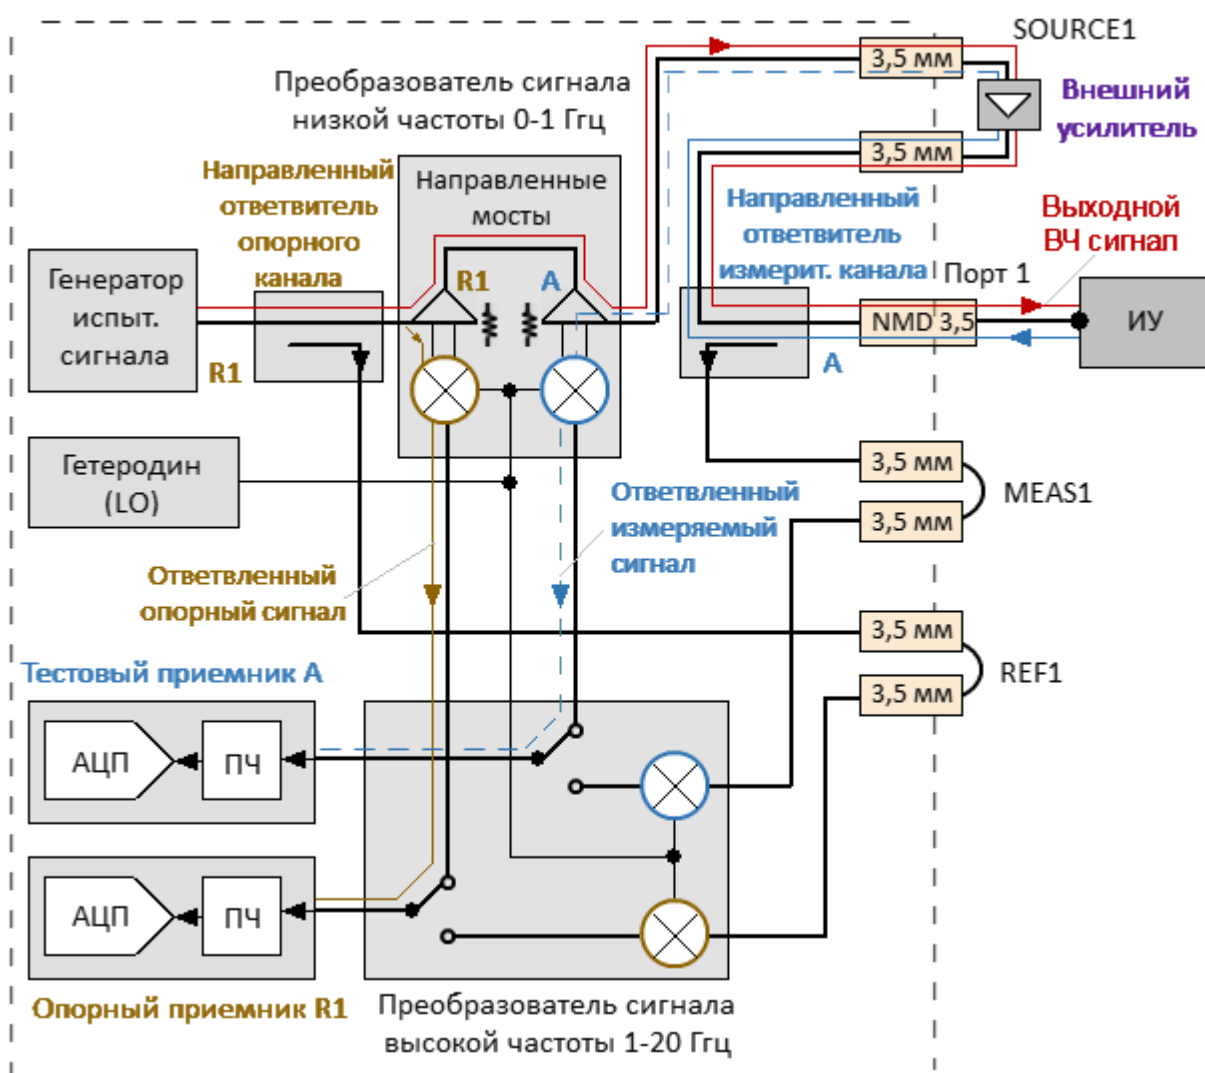 SOURCE1
3,5 мм
Преобразователь сигнала
низкой частоты 0-1 Ггц
Внешний
усилитель
3,5 мм
Направленный
ответвитель
опорного
канала
Направленные
мосты
Направленный
ответвитель
измерит. канала
Выходной
ВЧ сигнал
Генератор
испыт.
сигнала
R1
R1
A
Порт 1
NMD 3,5
ИУ
A
Гетеродин
(LO)
3,5 мм
3,5 мм
MEAS1
Ответвленный
измеряемый
сигнал
Ответвленный
опорный сигнал
3,5 мм
3,5 мм
REF1
Тестовый приемник А
АЦП
ПЧ
АЦП
ПЧ
Опорный приемник R1
Преобразователь сигнала
высокой частоты 1-20 Ггц